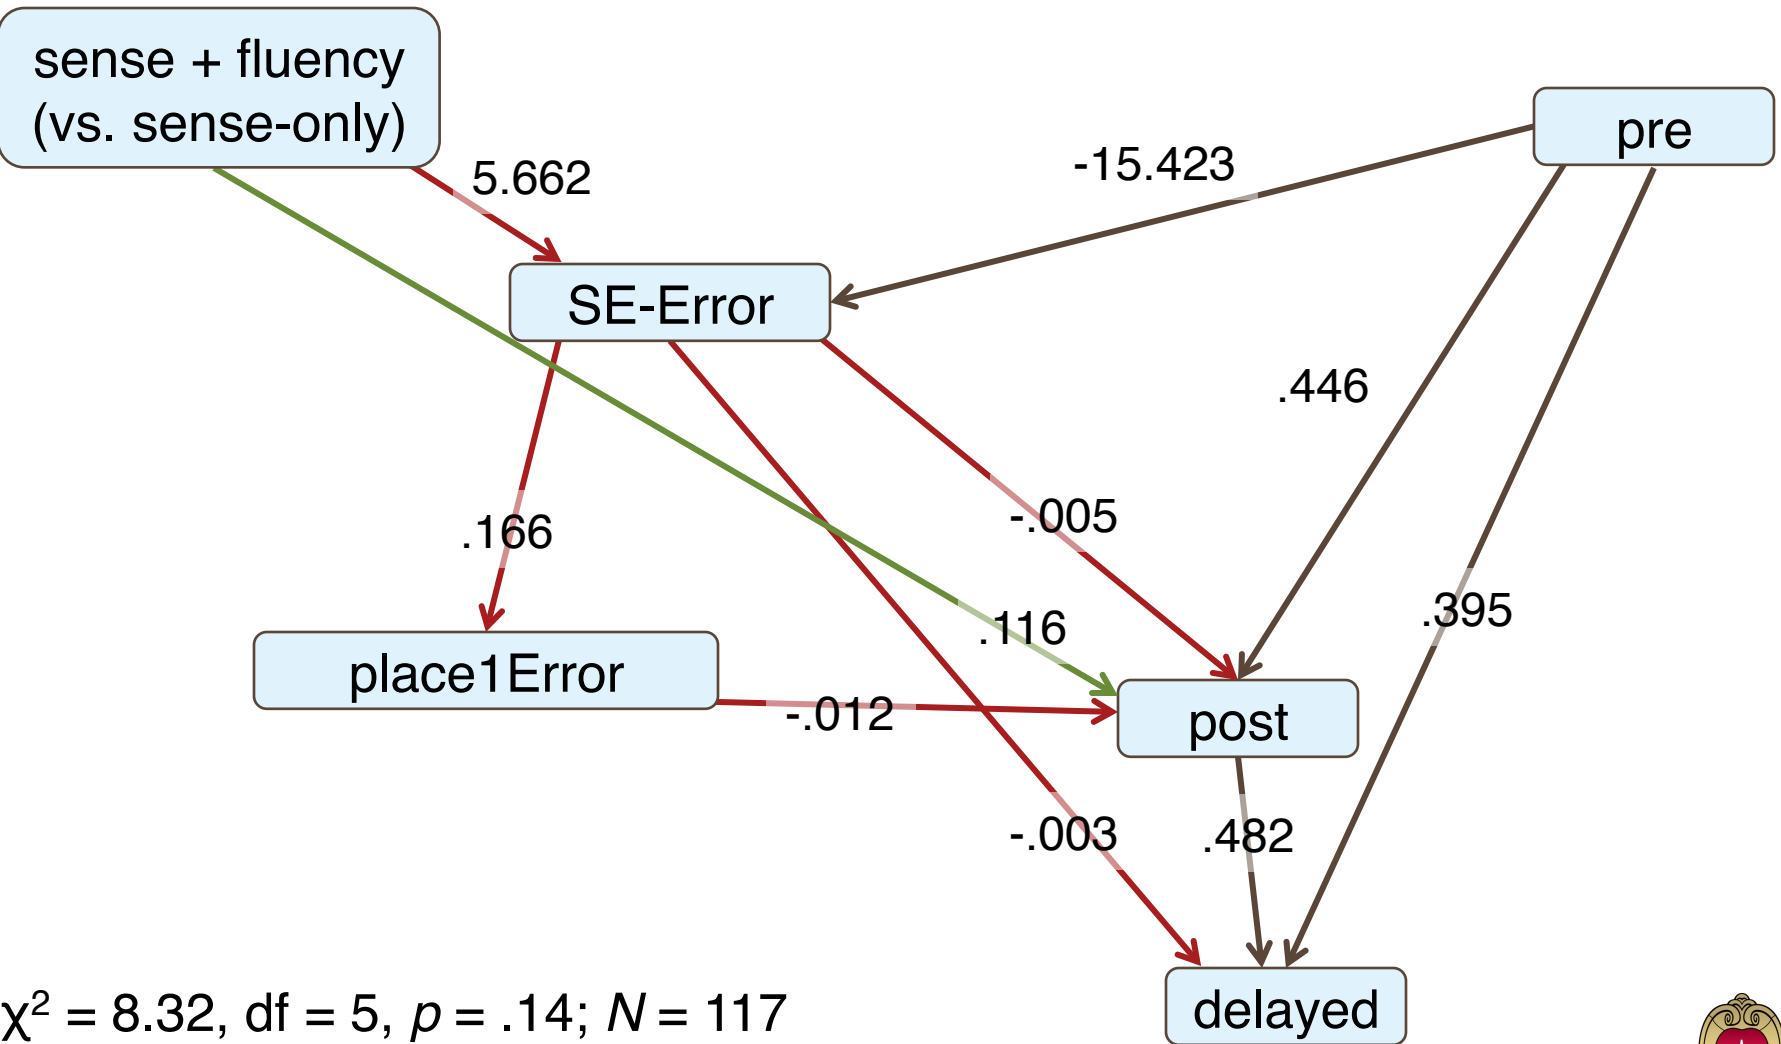 sense + fluency
(vs. sense-only)
pre
5.662
-15.423
SE-Error
.446
-.005
.166
.395
.116
place1Error
-.012
post
-.003
.482
χ² = 8.32, df = 5, p = .14; N = 117
delayed